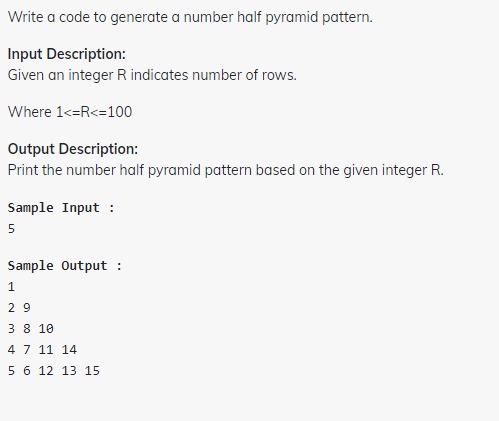 Write a code to generate a number half pyramid pattern.
Input Description:
Given an integer R indicates number of rows.
Where 1<=R<=100
Output Description:
Print the number half pyramid pattern based on the given integer R.
Sample Input :
5
Sample Output :
1
2 9
3 8 10
4 7 11 14
5 6 12 13 15